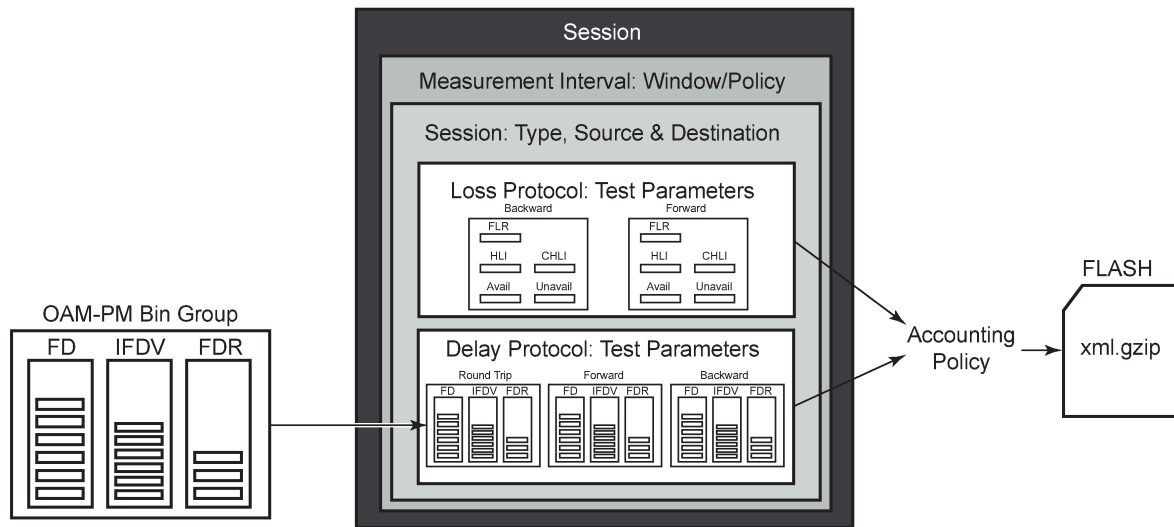 Session
Measurement Interval: Window/Policy
Session: Type, Source & Destination
Loss Protocol: Test Parameters
Backward
FLR
HLI CHLI
Avail Unavail
Forward
FLR
HLI CHLI
Avail Unavail
OAM-PM Bin Group
FD IFDV FDR
Delay Protocol: Test Parameters
Round Trip
FD IFDV FDR
Forward
FD IFDV FDR
Backward
FD IFDV FDR
Accounting
Policy
FLASH
xml.gzip